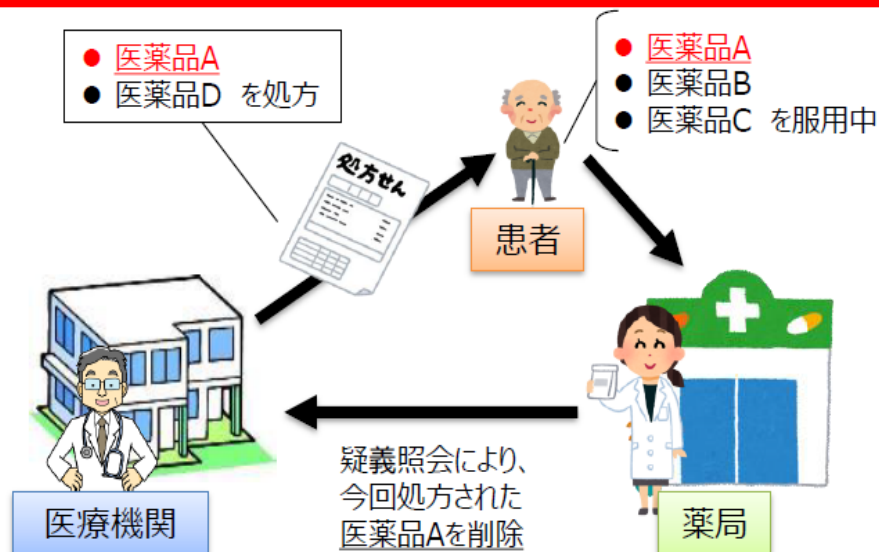 ● 医薬品A
● 医薬品D を処方
● 医薬品A
● 医薬品B
● 医薬品C を服用中
処方せん
患者
疑義照会により、
今回処方された
医薬品Aを削除
医療機関
薬局